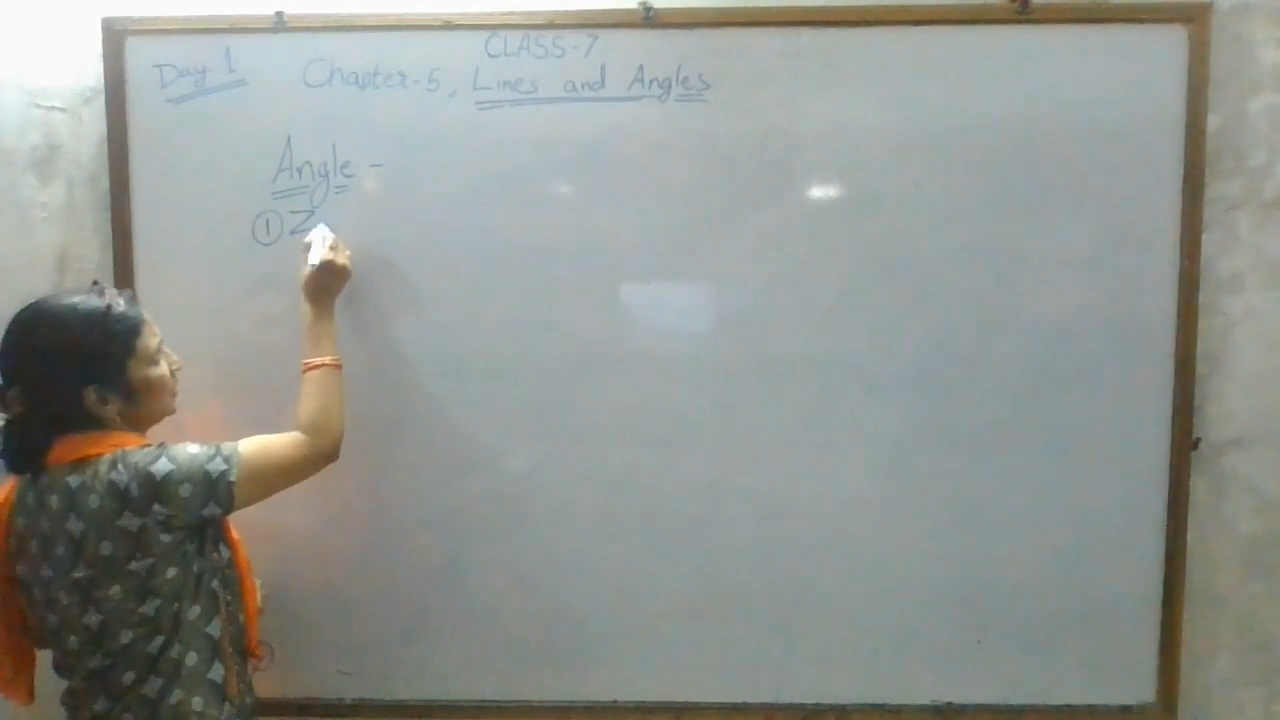 CLASS-7
Day 1
Chapter-5, Lines and Angles
Angle -
① Z